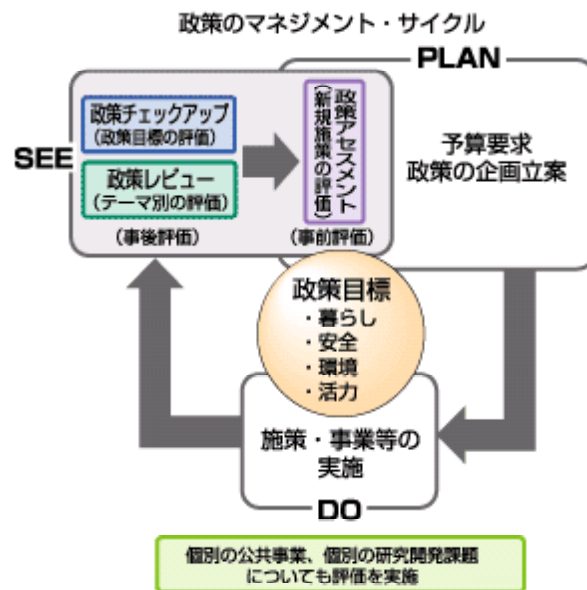 政策のマネジメント・サイクル
PLAN
SEE
政策チェックアップ
(政策目標の評価)
政策レビュー
(テーマ別の評価)
(事後評価)
政策アセスメント
(新規施策の評価)
(事前評価)
予算要求
政策の企画立案
政策目標
・暮らし
・安全
・環境
・活力
施策・事業等の
実施
DO
個別の公共事業、個別の研究開発課題
についても評価を実施